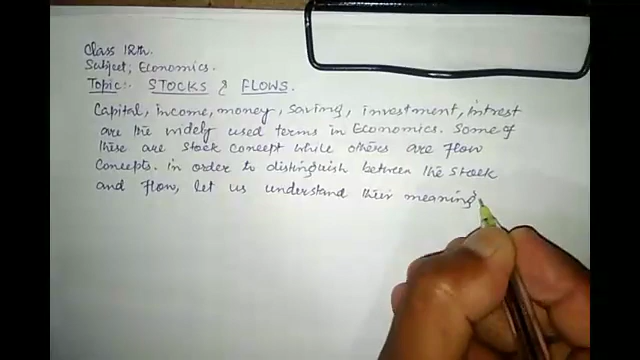 Class 12th.
Subject; Economics.
Topic:- STOCKS & FLOWS.
Capital, income, money, saving, investment, intrest
are the widely used terms in Economics. Some of
these are stock concept while others are flow
concepts. in order to distinguish between the stock
and flow, let us understand their meaning